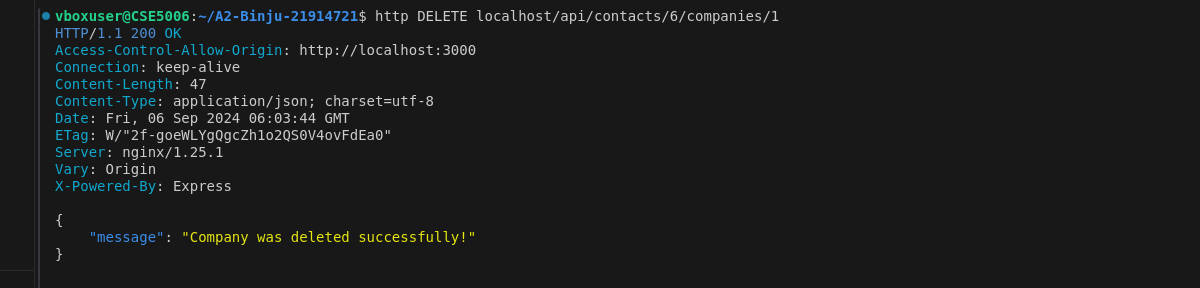 vboxuser@CSE5006:~/A2-Binju-21914721$ http DELETE localhost/api/contacts/6/companies/1
HTTP/1.1 200 OK
Access-Control-Allow-Origin: http://localhost:3000
Connection: keep-alive
Content-Length: 47
Content-Type: application/json; charset=utf-8
Date: Fri, 06 Sep 2024 06:03:44 GMT
ETag: W/"2f-goeWLYgQgcZh1o2QS0V4ovFdEa0"
Server: nginx/1.25.1
Vary: Origin
X-Powered-By: Express

{
    "message": "Company was deleted successfully!"
}